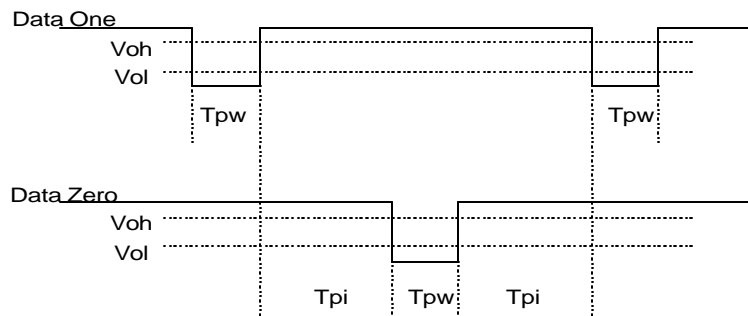 Data One
Voh
Vol
Tpw Tpw
Data Zero
Voh
Vol
Tpi Tpw Tpi